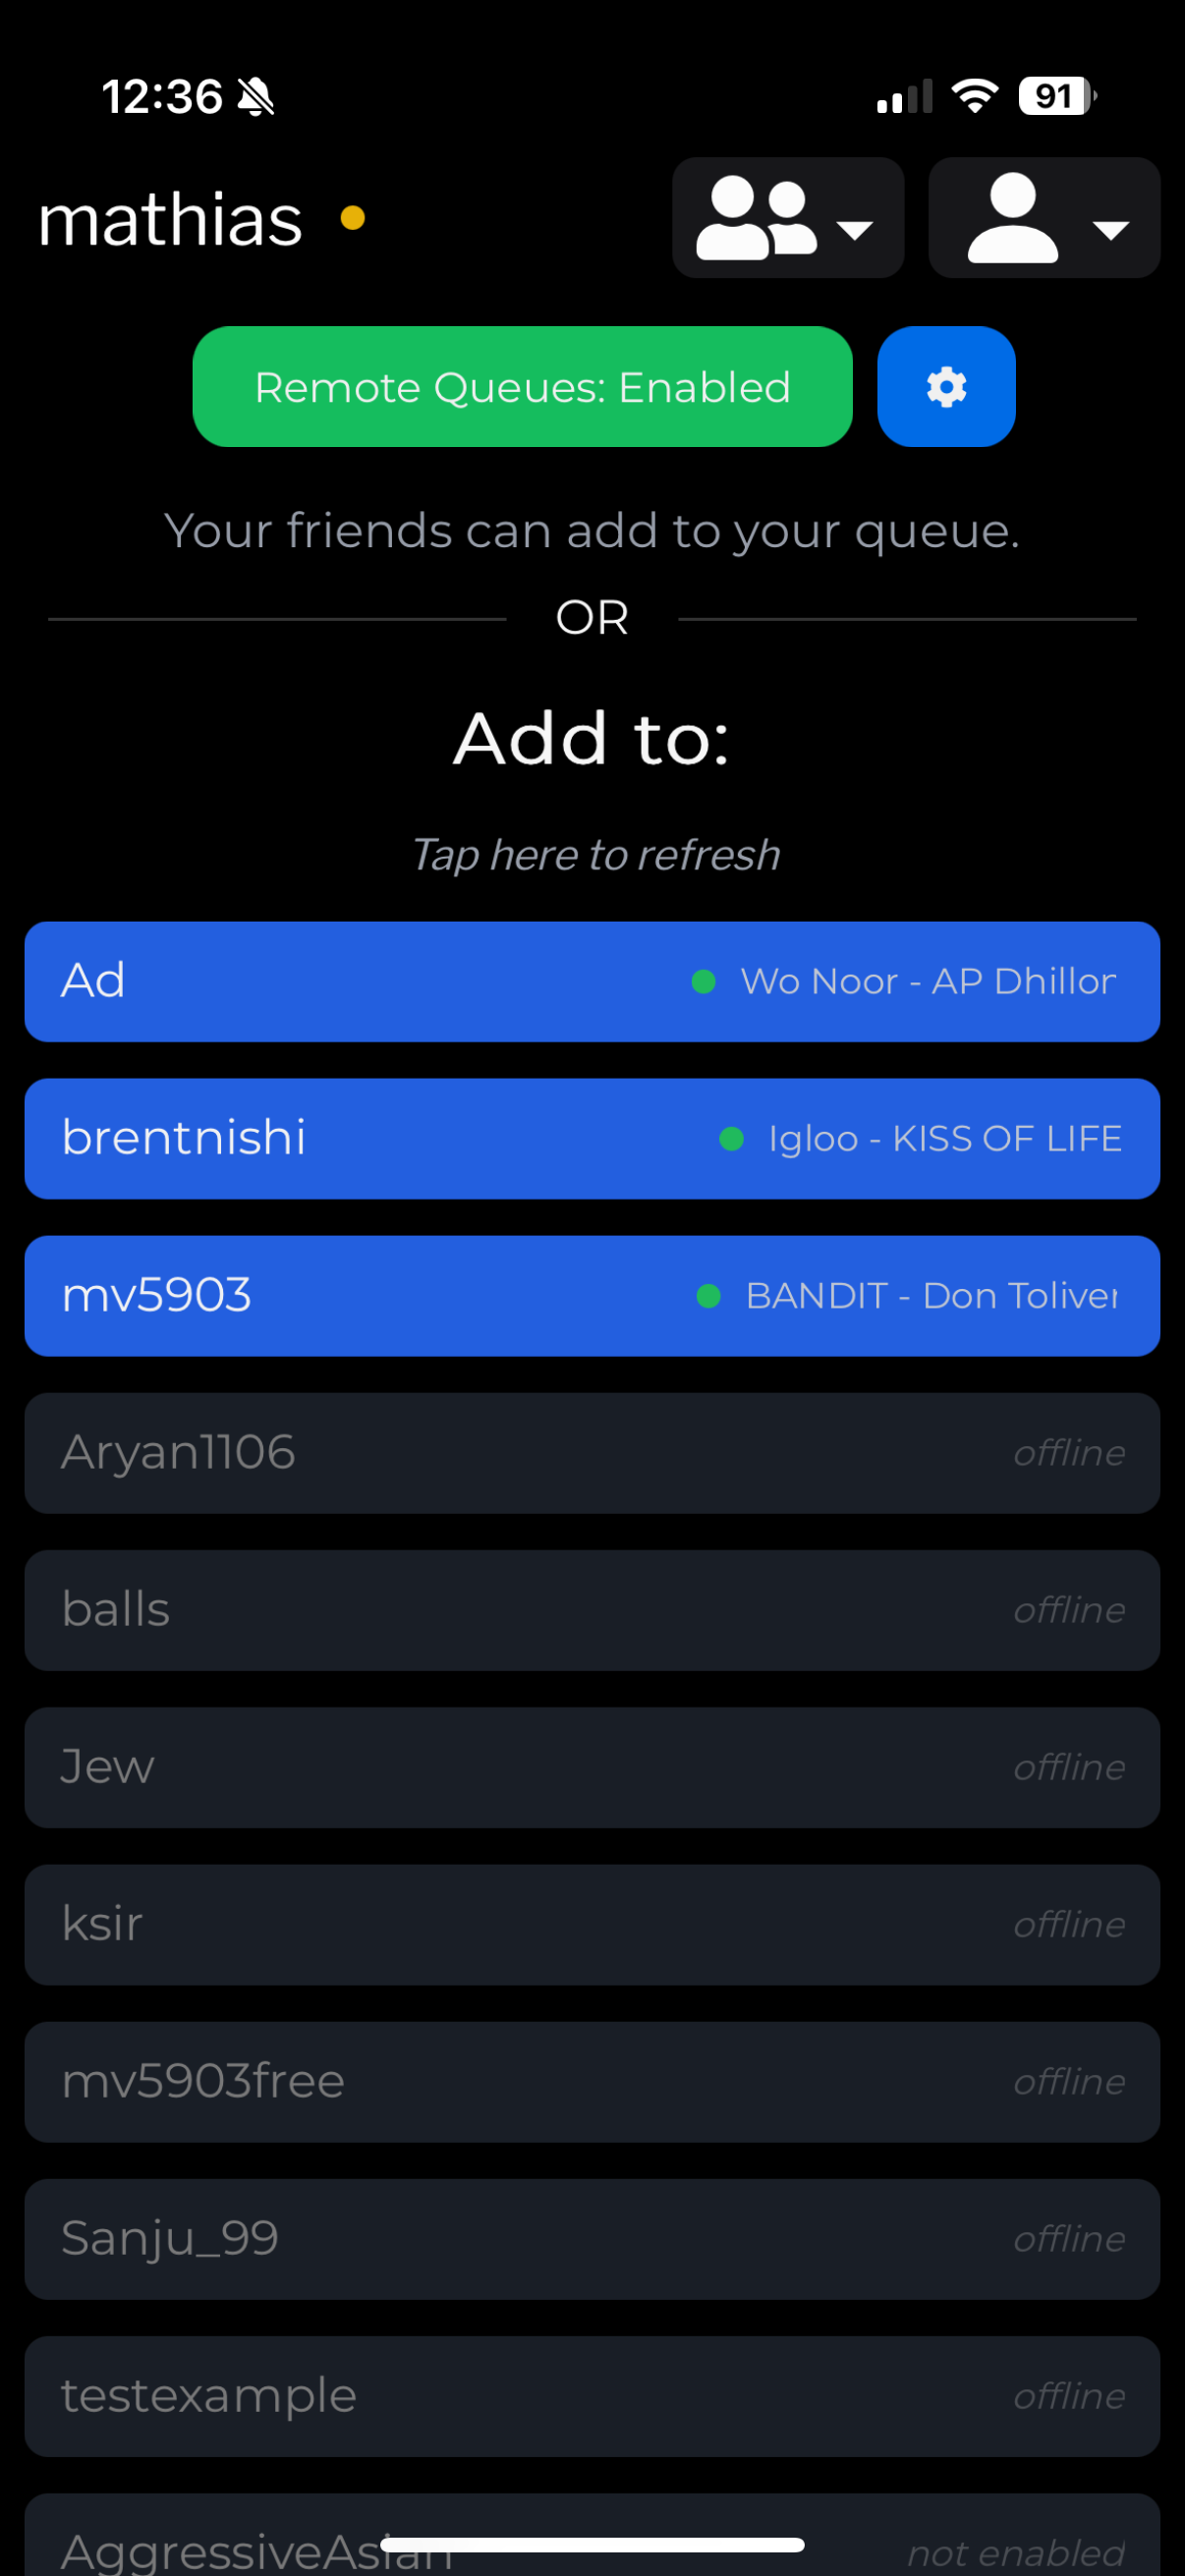 12:36
91
mathias
Remote Queues: Enabled
Your friends can add to your queue.
OR
Add to:
Tap here to refresh
Ad
Wo Noor - AP Dhillon
brentnishi
Igloo - KISS OF LIFE
mv5903
BANDIT - Don Toliver
Aryan1106
offline
balls
offline
Jew
offline
ksir
offline
mv5903free
offline
Sanju_99
offline
testexample
offline
AggressiveAsian
not enabled